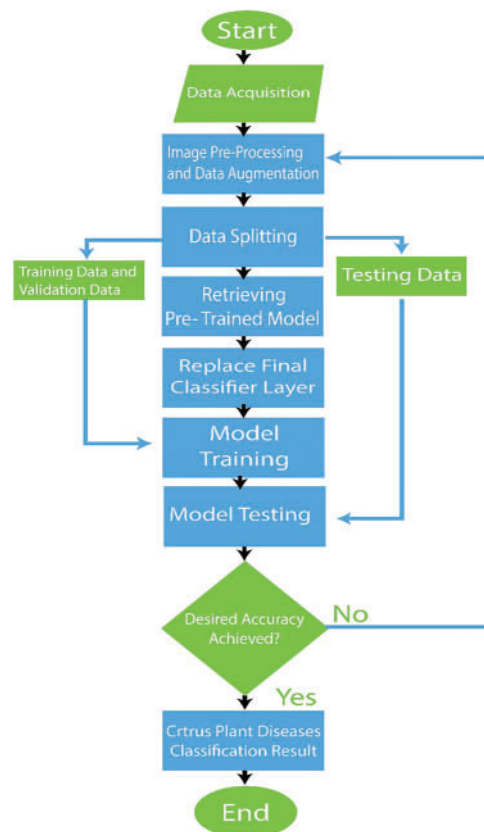 Start
Data Acquisition
Image Pre-Processing
and Data Augmentation
Data Splitting
Training Data and
Validation Data
Testing Data
Retrieving
Pre-Trained Model
Replace Final
Classifier Layer
Model
Training
Model Testing
Desired Accuracy
Achieved?
No
Yes
Crtrus Plant Diseases
Classification Result
End